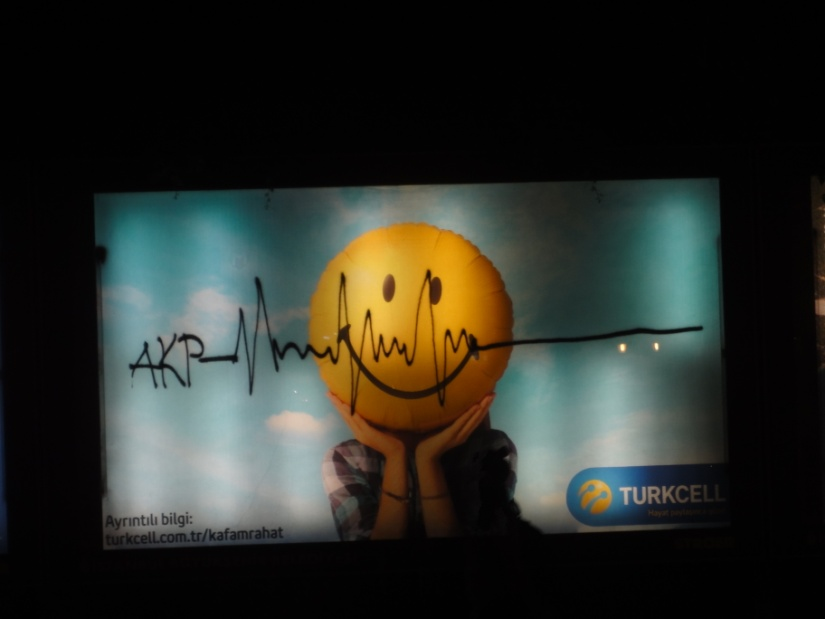 AKP
Ayrıntılı bilgi:
turkcell.com.tr/kafamrahat
TURKCELL